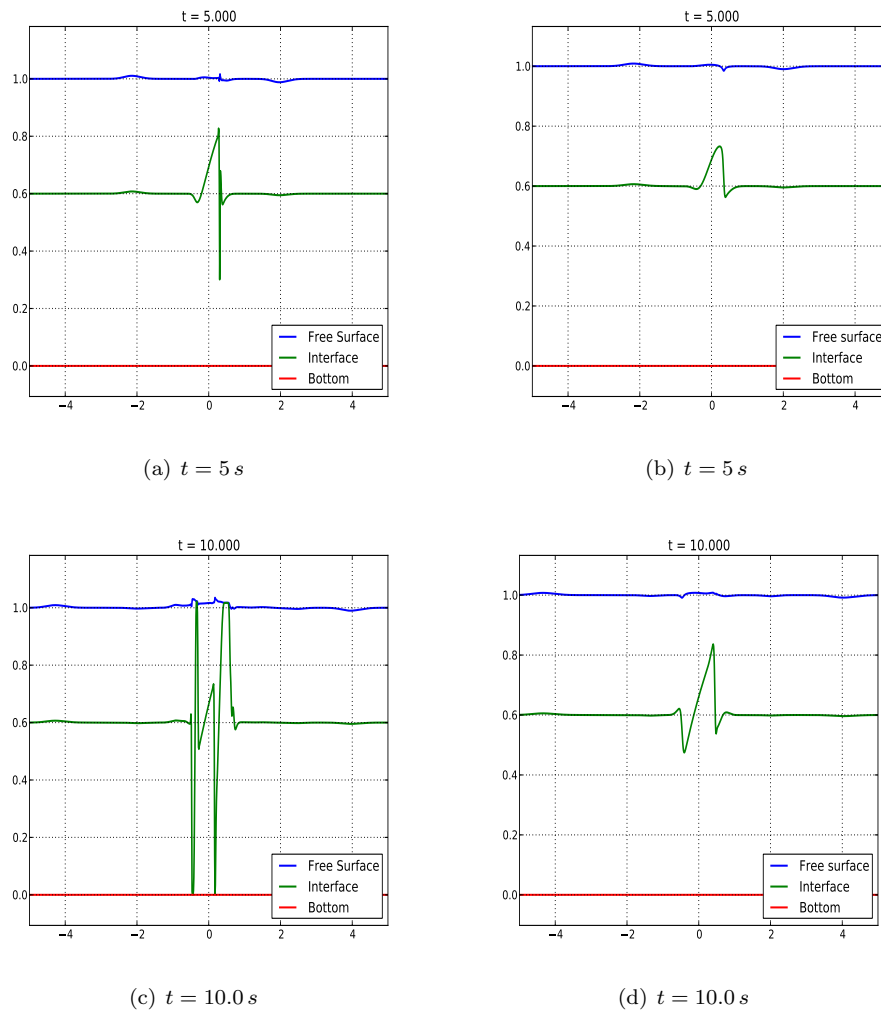 t = 5.000
1.0
0.8
0.6
0.4
0.2
0.0
Free Surface
Interface
Bottom
−4 −2 0 2 4
(a) t = 5 s
t = 5.000
1.0
0.8
0.6
0.4
0.2
0.0
Free surface
Interface
Bottom
−4 −2 0 2 4
(b) t = 5 s
t = 10.000
1.0
0.8
0.6
0.4
0.2
0.0
Free Surface
Interface
Bottom
−4 −2 0 2 4
(c) t = 10.0 s
t = 10.000
1.0
0.8
0.6
0.4
0.2
0.0
Free surface
Interface
Bottom
−4 −2 0 2 4
(d) t = 10.0 s